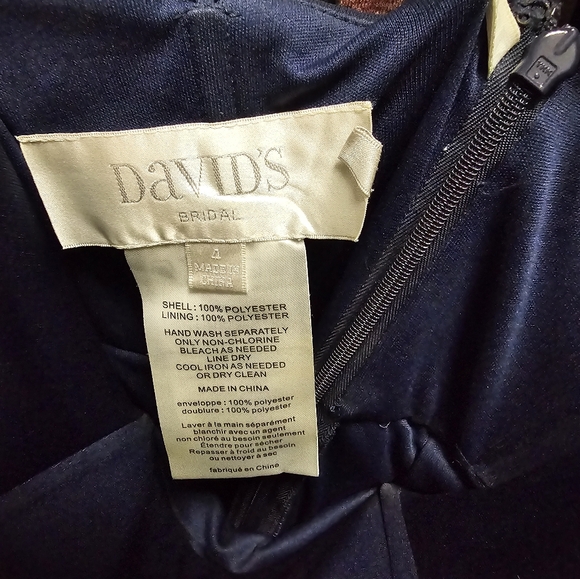 DAVID'S
BRIDAL
4
MADE IN
CHINA
SHELL : 100% POLYESTER
LINING : 100% POLYESTER
HAND WASH SEPARATELY
ONLY NON-CHLORINE
BLEACH AS NEEDED
LINE DRY
COOL IRON AS NEEDED
OR DRY CLEAN
MADE IN CHINA
enveloppe : 100% polyester
doublure : 100% polyester
Laver à la main séparément
blanchir avec un agent
non chloré au besoin seulement
Étendre pour sécher
Repasser à froid au besoin
ou nettoyer à sec
fabriqué en Chine